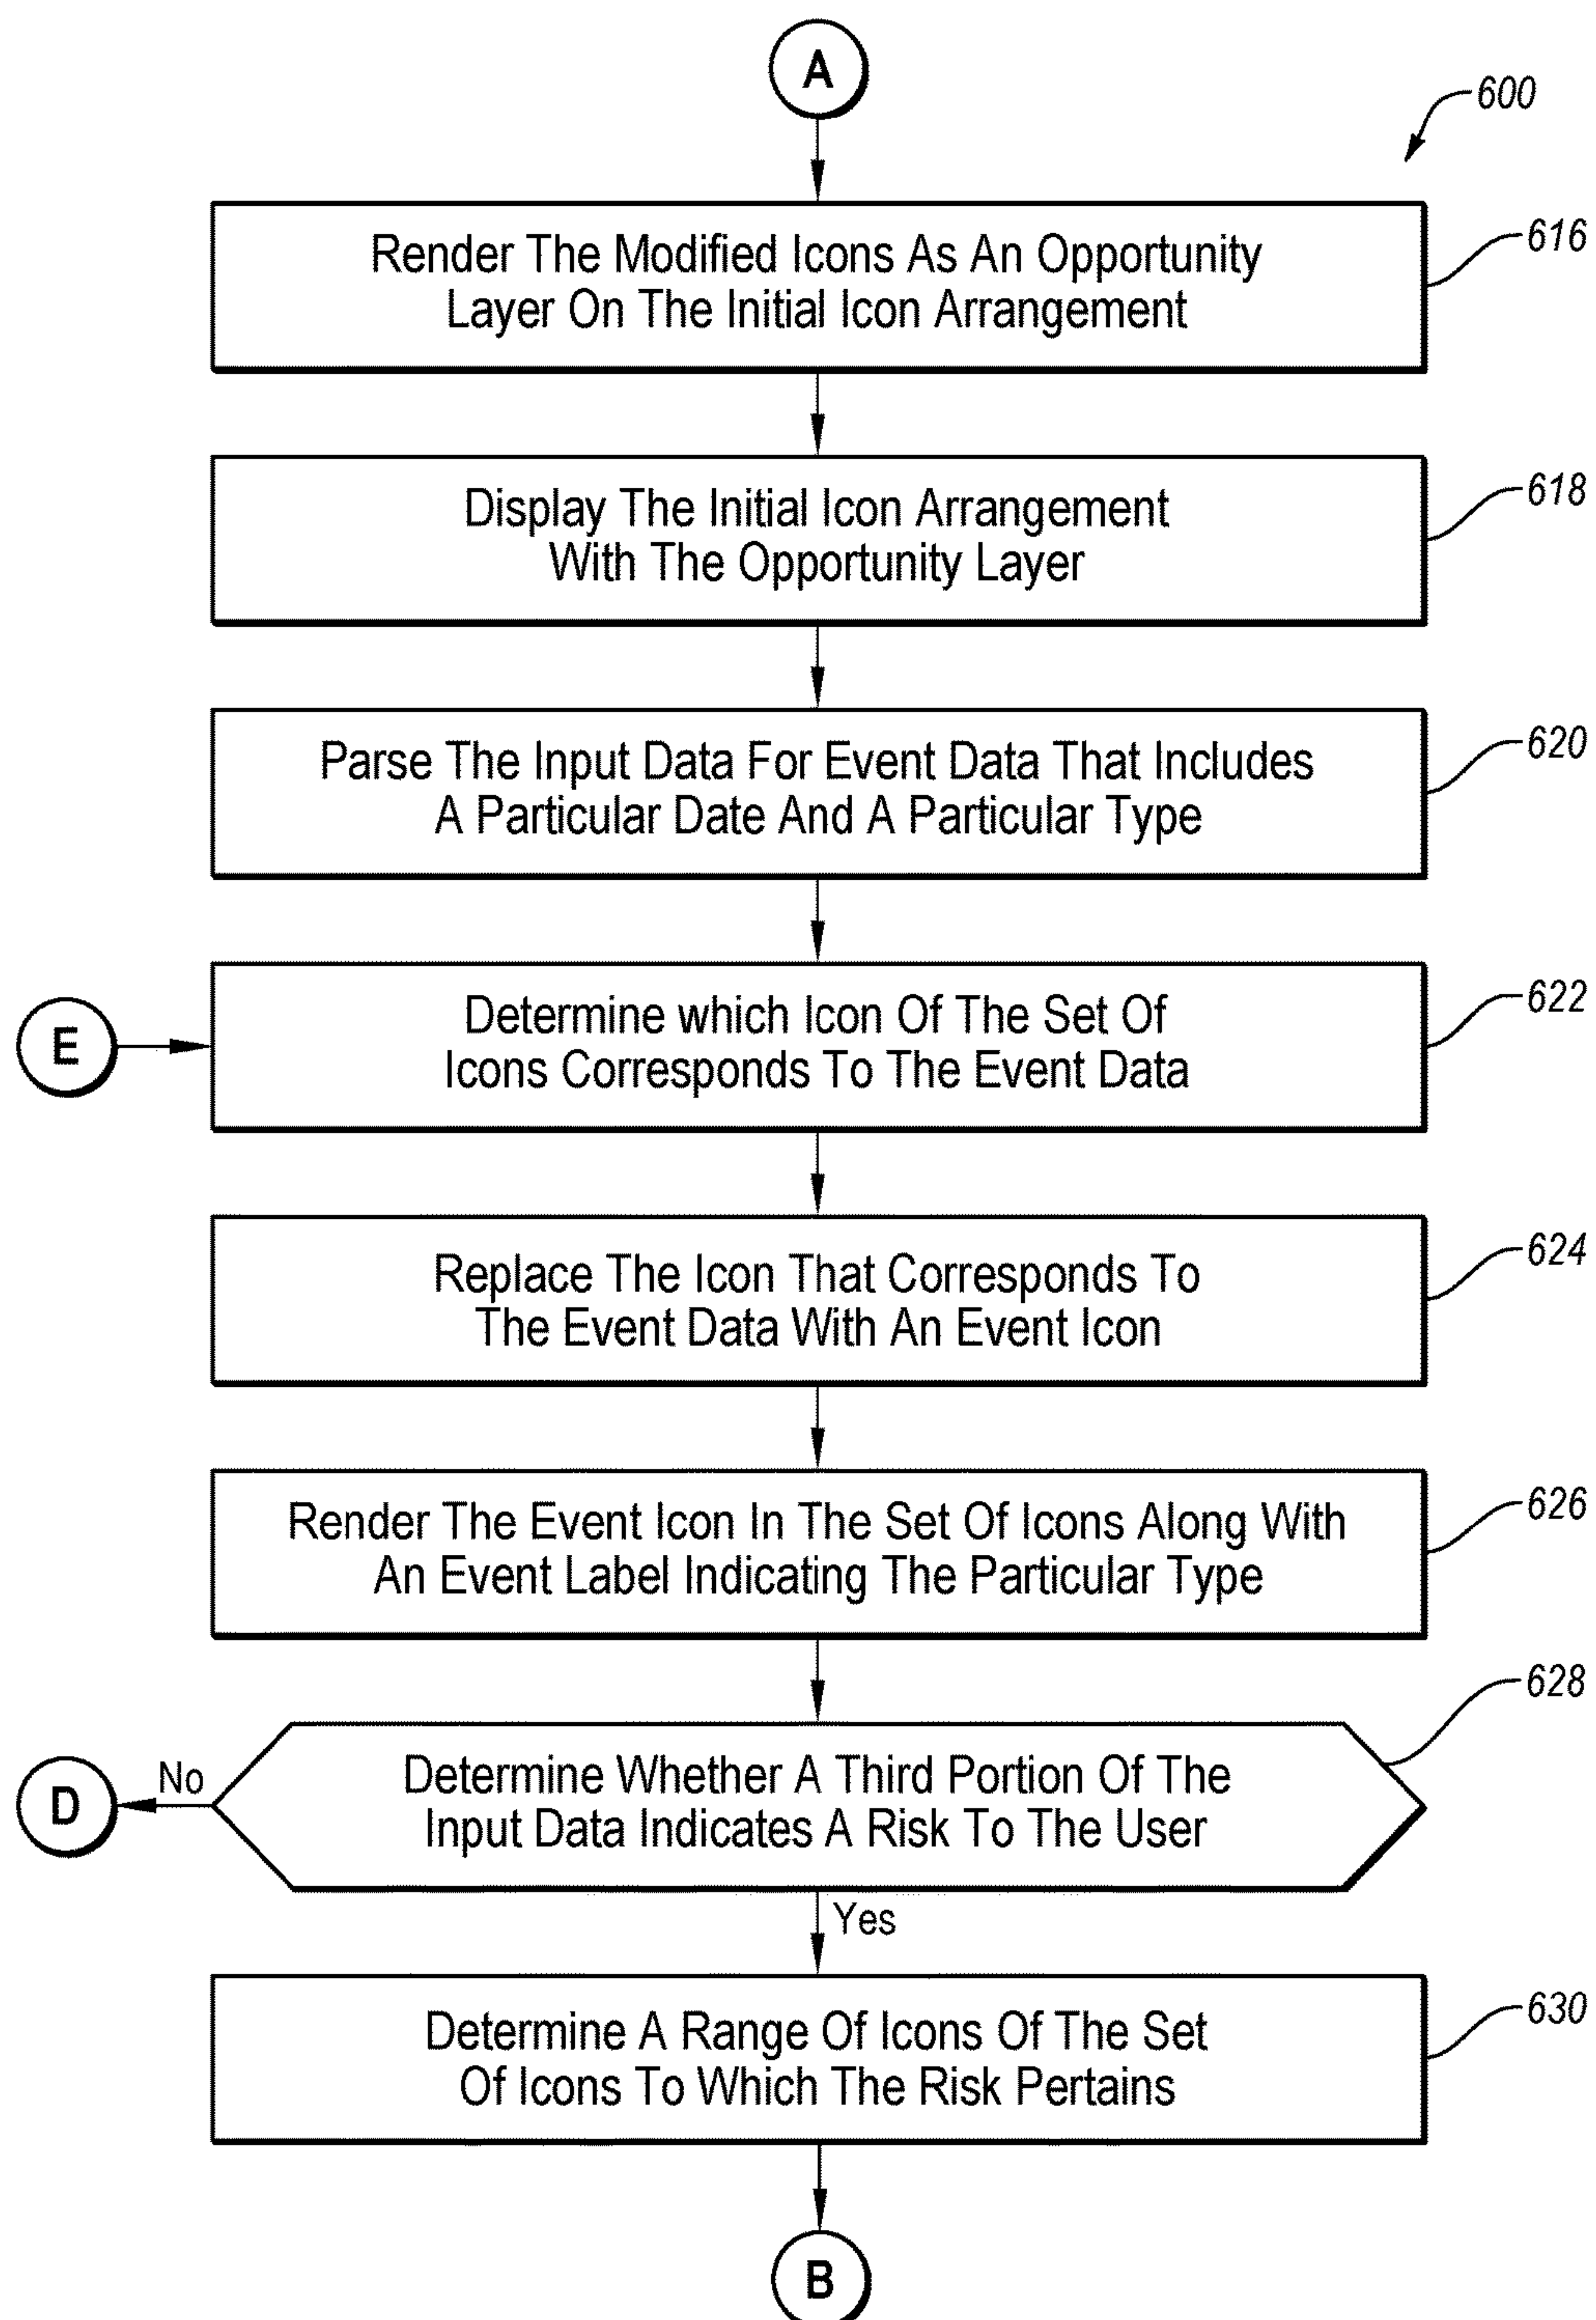 A
600
Render The Modified Icons As An Opportunity
Layer On The Initial Icon Arrangement
616
Display The Initial Icon Arrangement
With The Opportunity Layer
618
Parse The Input Data For Event Data That Includes
A Particular Date And A Particular Type
620
E
Determine which Icon Of The Set Of
Icons Corresponds To The Event Data
622
Replace The Icon That Corresponds To
The Event Data With An Event Icon
624
Render The Event Icon In The Set Of Icons Along With
An Event Label Indicating The Particular Type
626
628
D
No
Determine Whether A Third Portion Of The
Input Data Indicates A Risk To The User
Yes
Determine A Range Of Icons Of The Set
Of Icons To Which The Risk Pertains
630
B